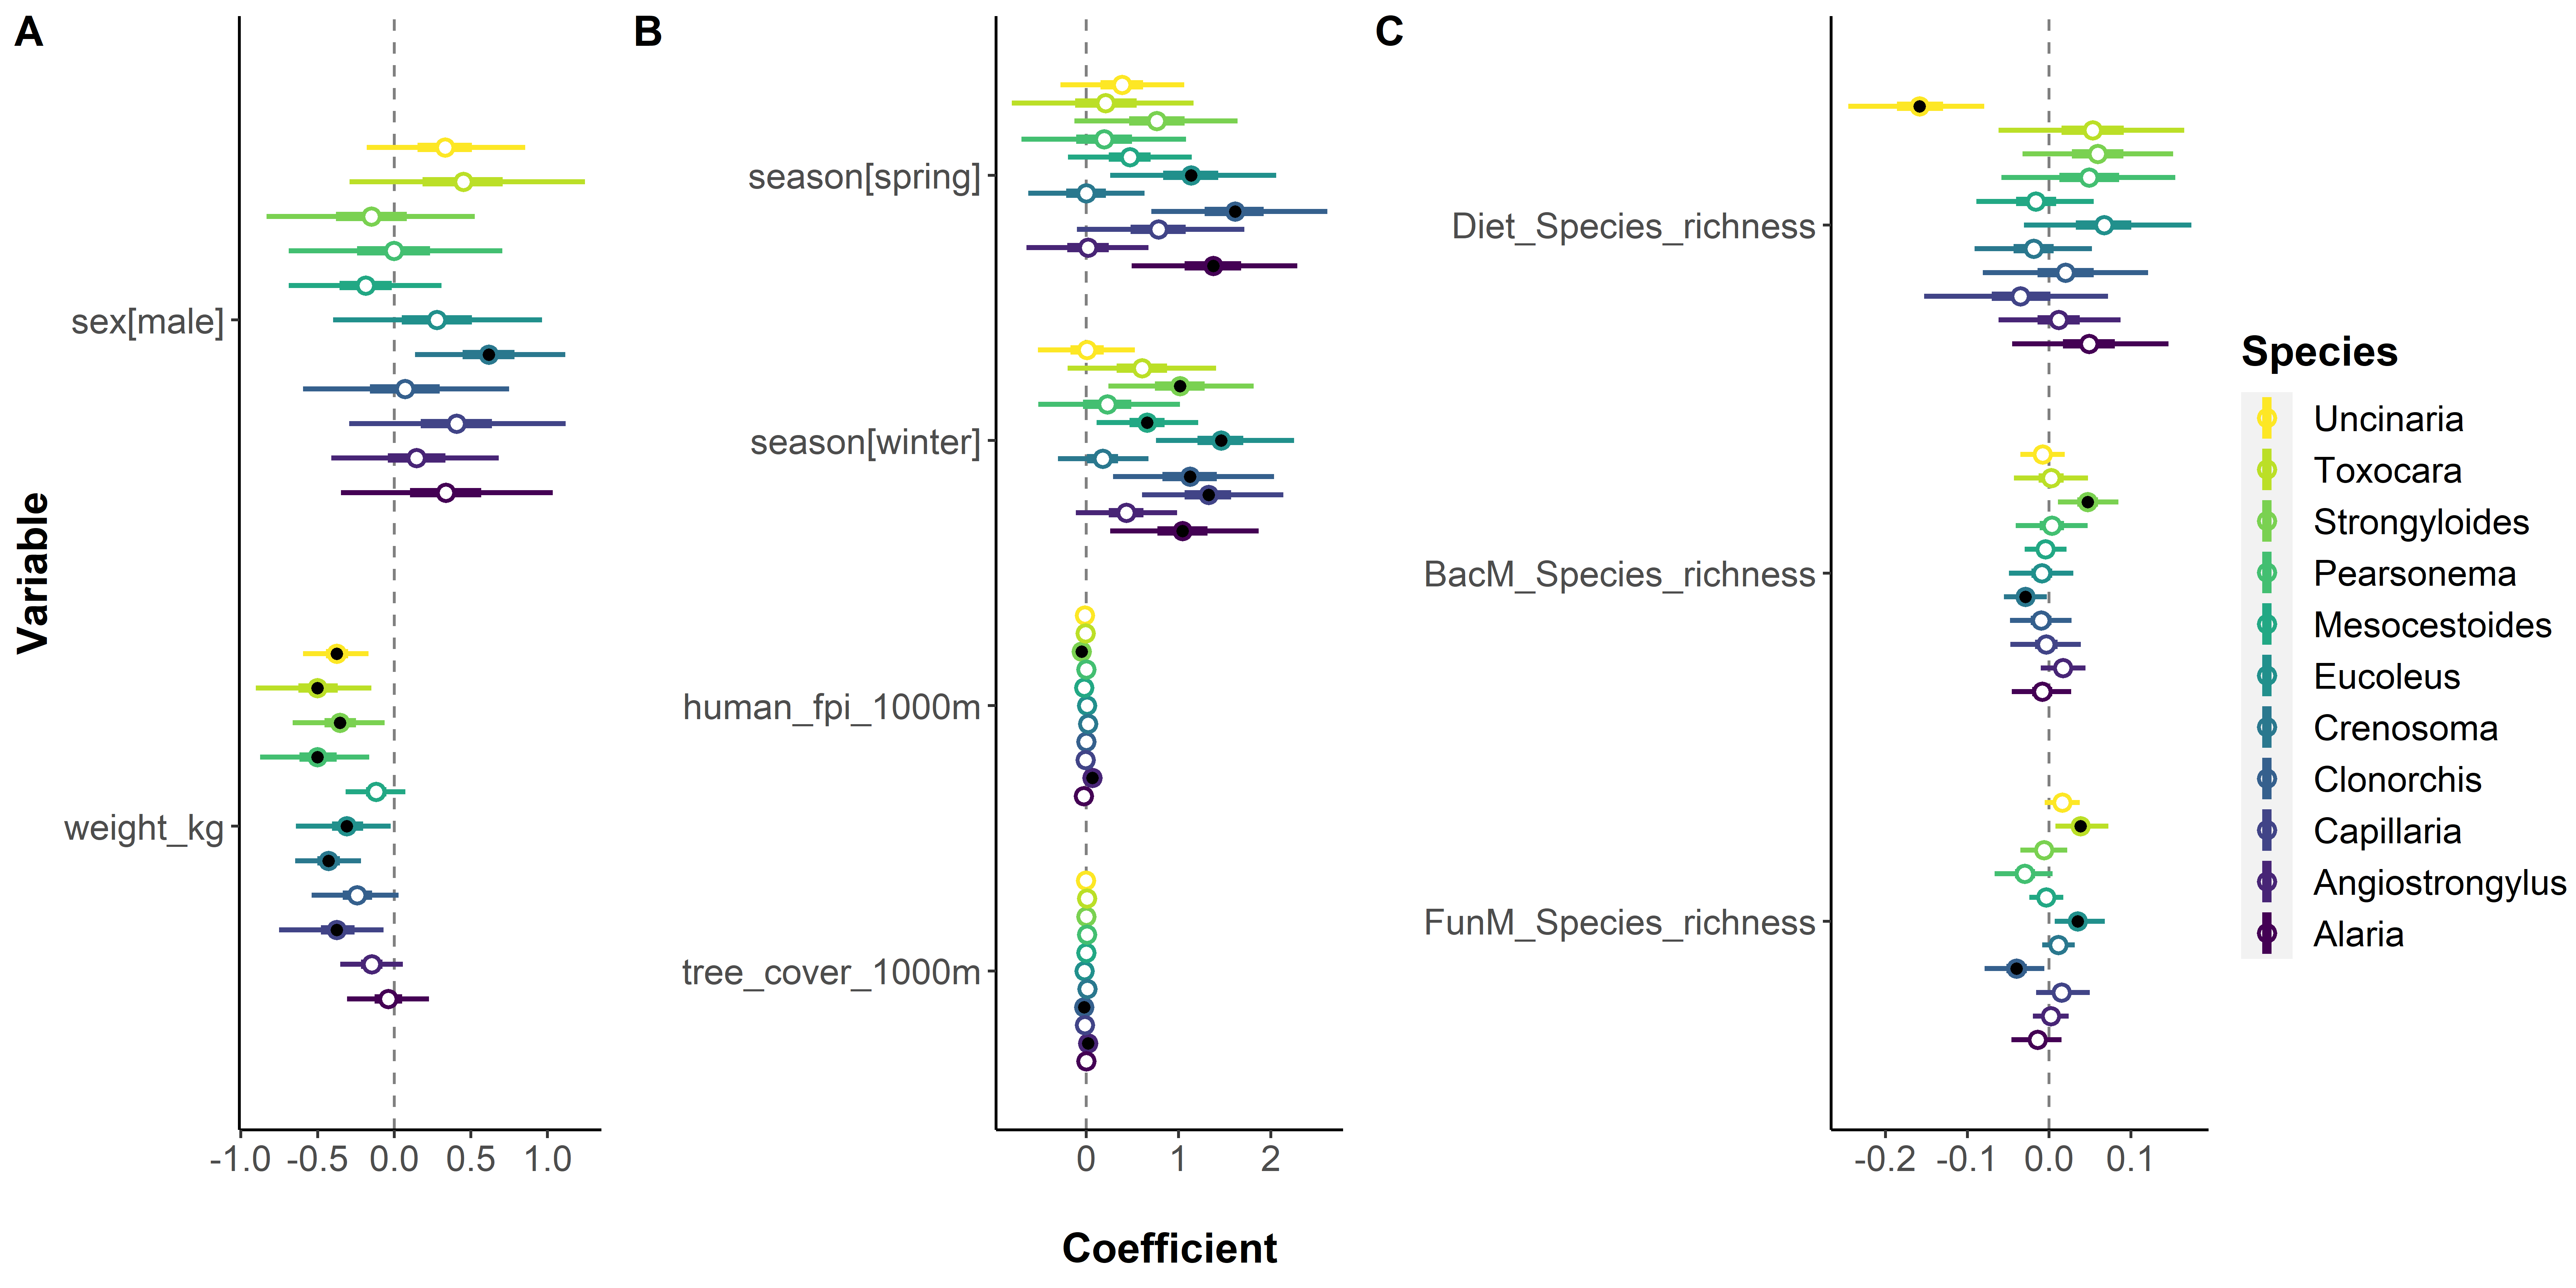 A
B
C
Variable
sex[male]
weight_kg
-1.0 -0.5 0.0 0.5 1.0
season[spring]
season[winter]
human_fpi_1000m
tree_cover_1000m
0 1 2
Coefficient
Diet_Species_richness
BacM_Species_richness
FunM_Species_richness
-0.2 -0.1 0.0 0.1
Species
Uncinaria
Toxocara
Strongyloides
Pearsonema
Mesocestoides
Eucoleus
Crenosoma
Clonorchis
Capillaria
Angiostrongylus
Alaria